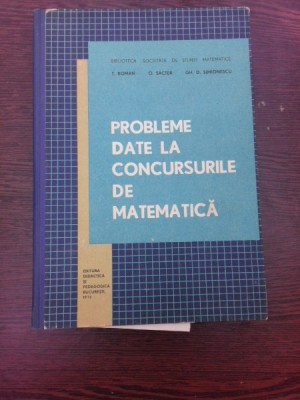 BIBLIOTECA SOCIETĂȚII DE ȘTIINȚE MATEMATICE
T. ROMAN O. SACTER GH. D. SIMIONESCU
PROBLEME
DATE LA
CONCURSURILE
DE
MATEMATICĂ
EDITURA
DIDACTICĂ
ȘI
PEDAGOGICĂ
BUCUREȘTI,